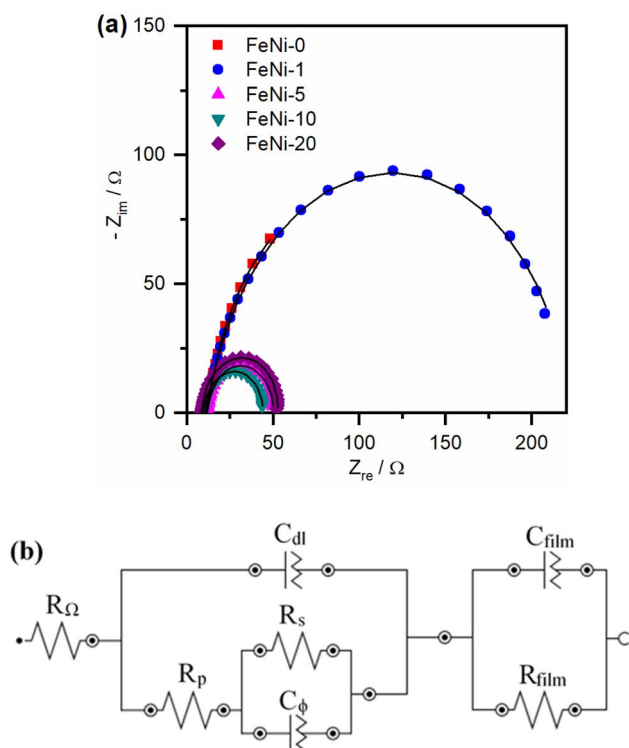 (a)
FeNi-0
FeNi-1
FeNi-5
FeNi-10
FeNi-20
-150
-100
-50
0
- Z_im / Ω
0 50 100 150 200
Z_re / Ω
(b)
C_dl
C_film
R_Ω
R_s
R_p
C_ϕ
R_film